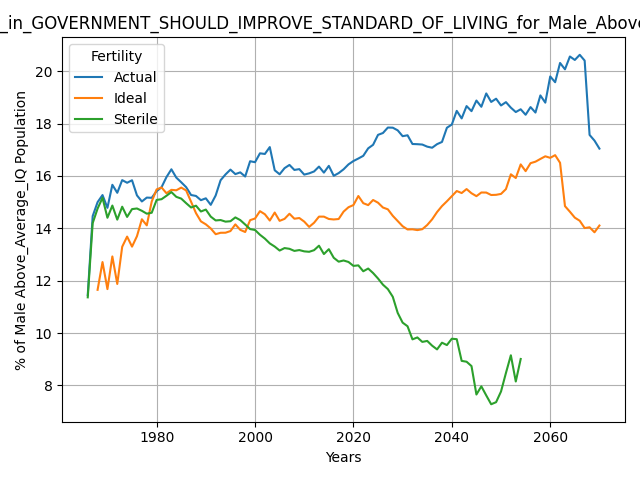 _in_GOVERNMENT_SHOULD_IMPROVE_STANDARD_OF_LIVING_for_Male_Above
Fertility
Actual
Ideal
Sterile
% of Male Above_Average_IQ Population
20
18
16
14
12
10
8
1980
2000
2020
2040
2060
Years